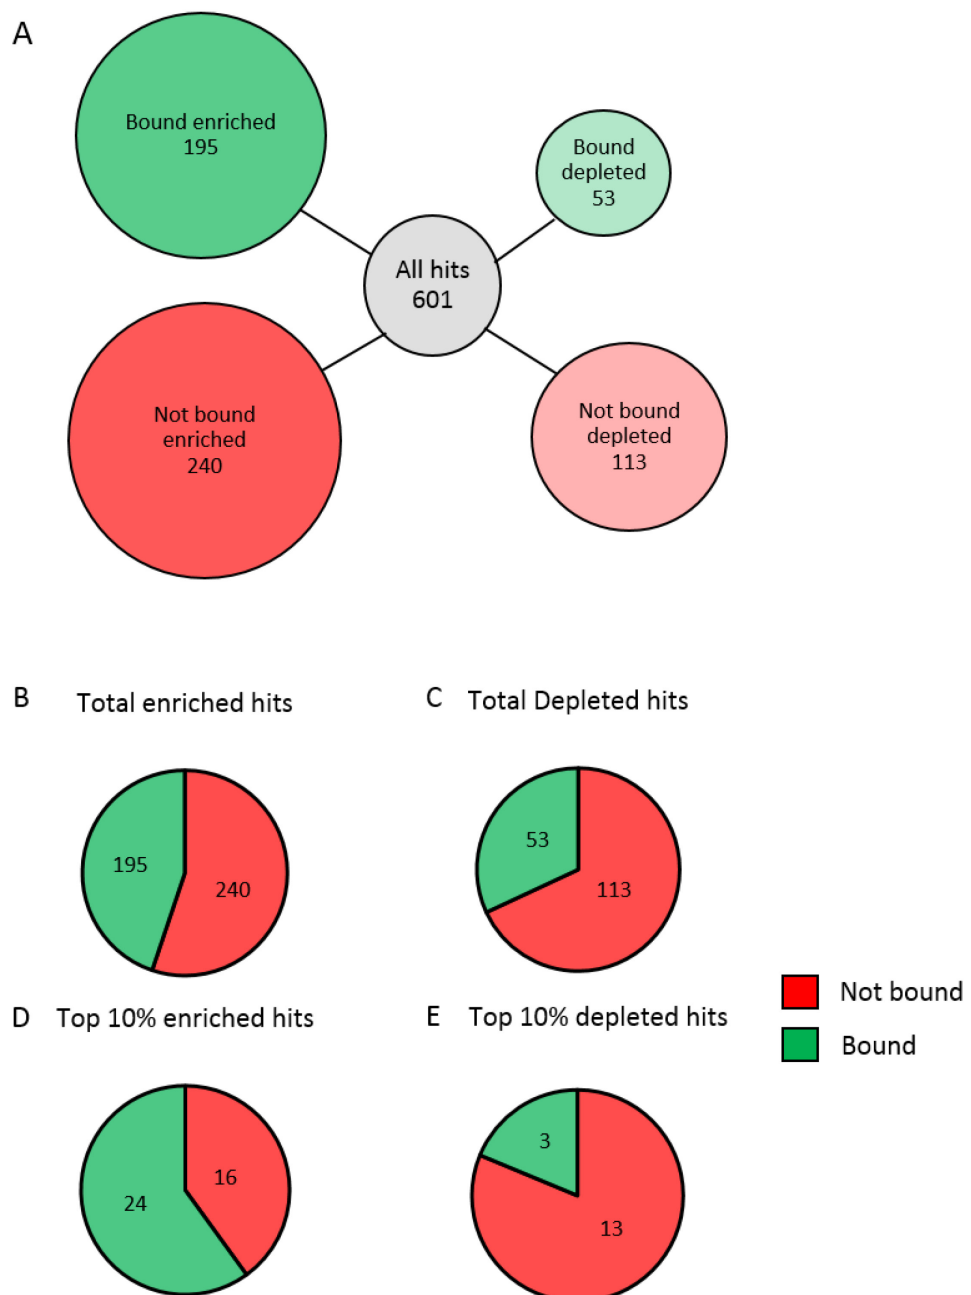 A
Bound enriched
195
Bound
depleted
53
All hits
601
Not bound
enriched
240
Not bound
depleted
113
B Total enriched hits
C Total Depleted hits
195
240
53
113
D Top 10% enriched hits
E Top 10% depleted hits
Not bound
Bound
24
16
3
13